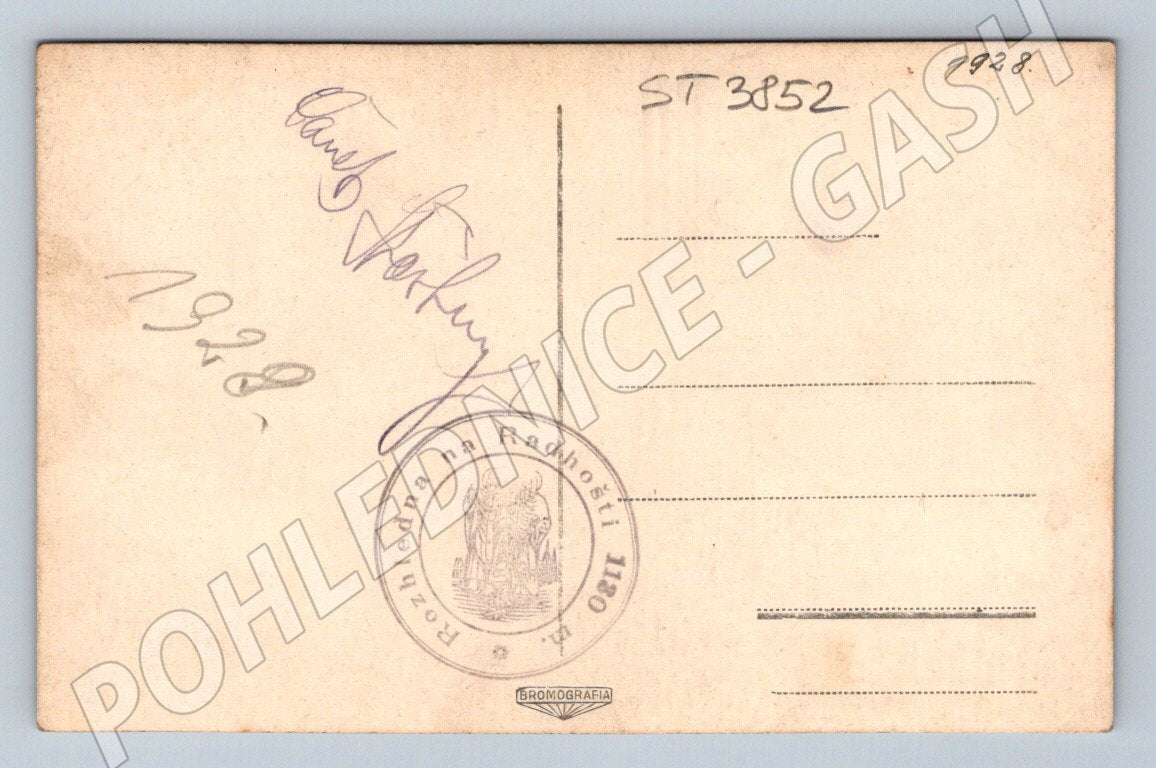 1928.
ST 3852
1928.
Rozhledna na Radhošti 1130 m.
BROMOGRAFIA
POHLEDNICE - GASH